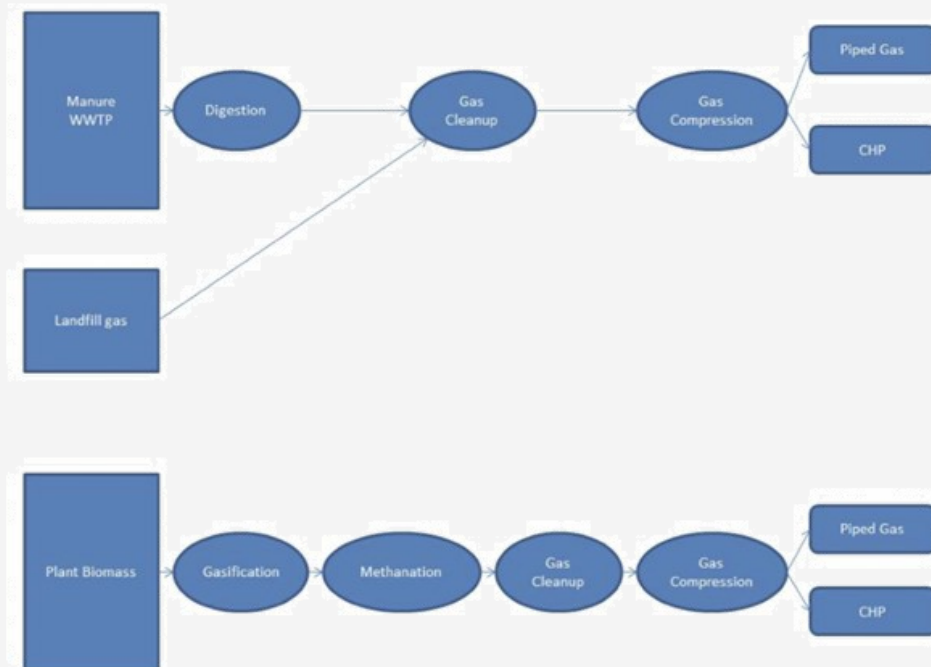 Manure
WWTP
Digestion
Gas
Cleanup
Gas
Compression
Piped Gas
CHP
Landfill gas
Plant Biomass
Gasification
Methanation
Gas
Cleanup
Gas
Compression
Piped Gas
CHP